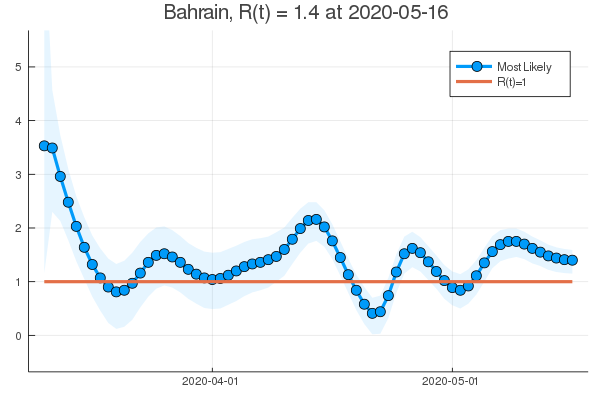 Bahrain, R(t) = 1.4 at 2020-05-16
5
4
3
2
1
0
Most Likely
R(t)=1
2020-04-01
2020-05-01